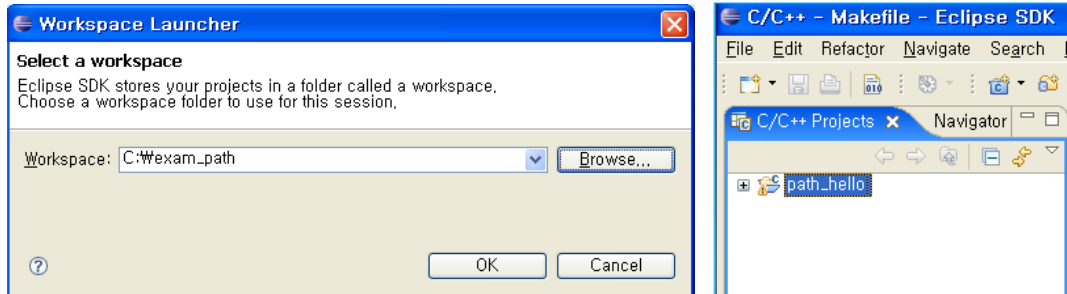 Workspace Launcher
Select a workspace
Eclipse SDK stores your projects in a folder called a workspace,
Choose a workspace folder to use for this session,
Workspace: C:₩exam_path
Browse,,,
OK
Cancel
C/C++ - Makefile - Eclipse SDK
File Edit Refactor Navigate Search
C/C++ Projects Navigator
path_hello